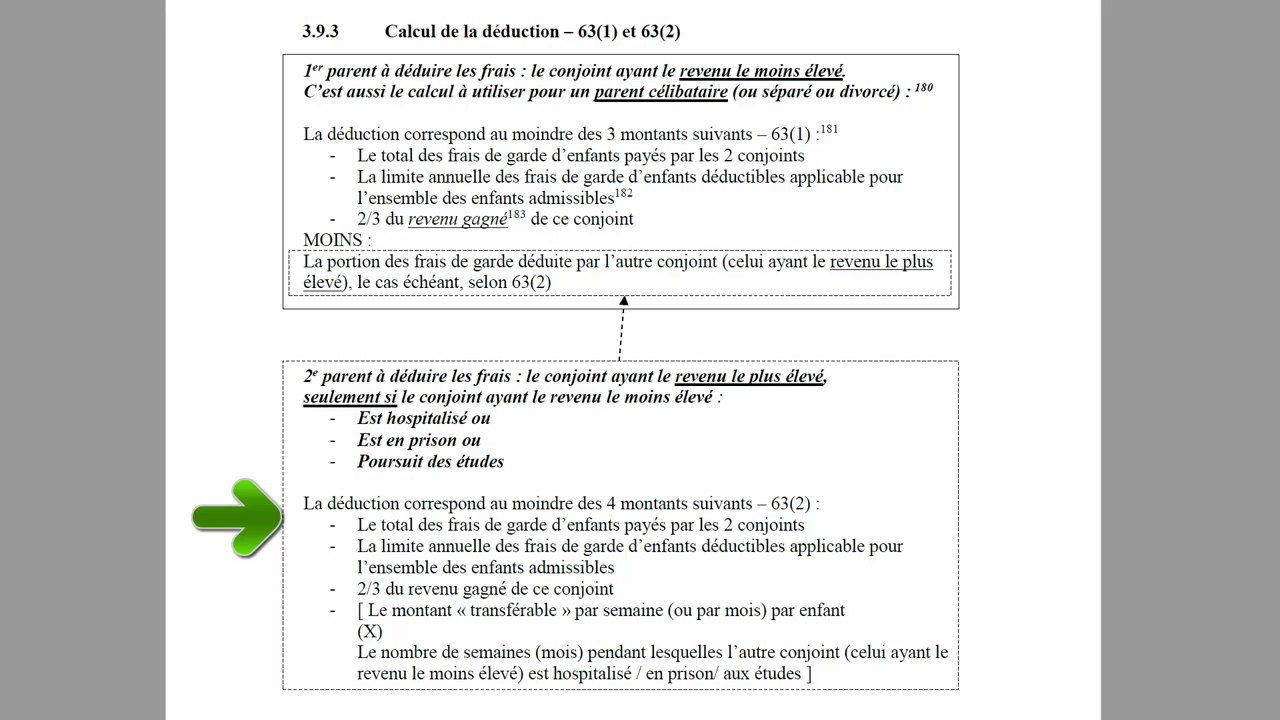 3.9.3 Calcul de la déduction – 63(1) et 63(2)
1er parent à déduire les frais : le conjoint ayant le revenu le moins élevé.
C’est aussi le calcul à utiliser pour un parent célibataire (ou séparé ou divorcé) : 180
La déduction correspond au moindre des 3 montants suivants – 63(1) :181
- Le total des frais de garde d’enfants payés par les 2 conjoints
- La limite annuelle des frais de garde d’enfants déductibles applicable pour
l’ensemble des enfants admissibles182
- 2/3 du revenu gagné183 de ce conjoint
MOINS :
La portion des frais de garde déduite par l’autre conjoint (celui ayant le revenu le plus
élevé), le cas échéant, selon 63(2)
2e parent à déduire les frais : le conjoint ayant le revenu le plus élevé,
seulement si le conjoint ayant le revenu le moins élevé :
- Est hospitalisé ou
- Est en prison ou
- Poursuit des études
La déduction correspond au moindre des 4 montants suivants – 63(2) :
- Le total des frais de garde d’enfants payés par les 2 conjoints
- La limite annuelle des frais de garde d’enfants déductibles applicable pour
l’ensemble des enfants admissibles
- 2/3 du revenu gagné de ce conjoint
- [ Le montant « transférable » par semaine (ou par mois) par enfant
(X)
Le nombre de semaines (mois) pendant lesquelles l’autre conjoint (celui ayant le
revenu le moins élevé) est hospitalisé / en prison/ aux études ]